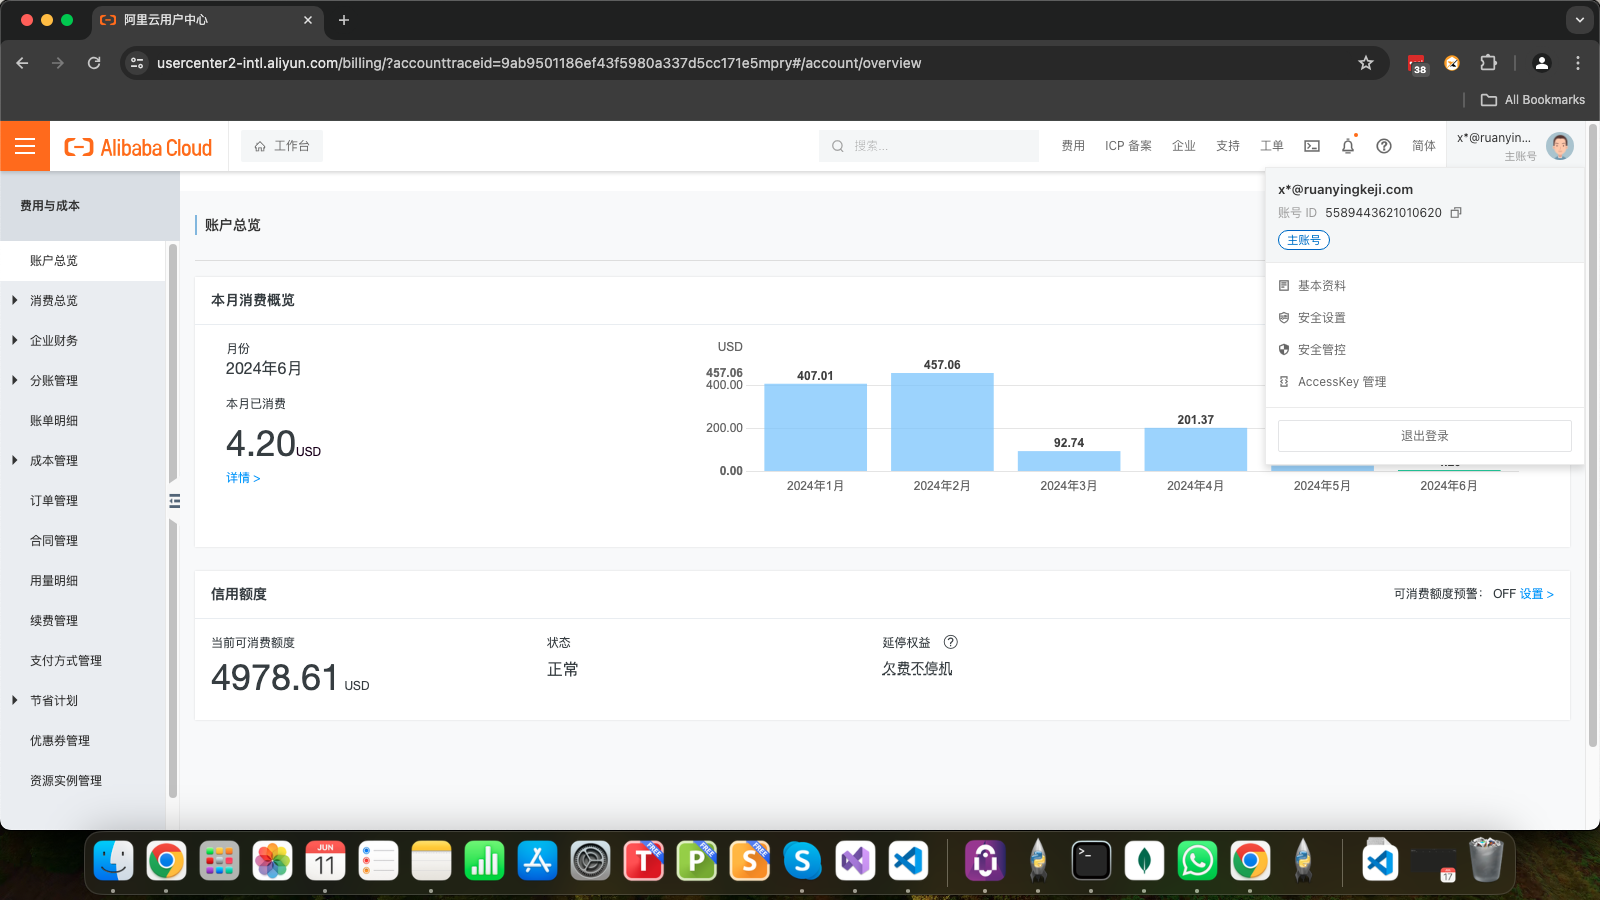 阿里云用户中心
usercenter2-intl.aliyun.com/billing/?accounttraceid=9ab9501186ef43f5980a337d5cc171e5mpry#/account/overview
38
All Bookmarks
Alibaba Cloud
工作台
搜索...
费用
ICP 备案
企业
支持
工单
简体
x*@ruanyin...
主账号
x*@ruanyingkeji.com
账号 ID 5589443621010620
主账号
基本资料
安全设置
安全管控
AccessKey 管理
退出登录
费用与成本
账户总览
消费总览
企业财务
分账管理
账单明细
成本管理
订单管理
合同管理
用量明细
续费管理
支付方式管理
节省计划
优惠券管理
资源实例管理
账户总览
本月消费概览
月份
2024年6月
本月已消费
4.20USD
详情 >
USD
457.06
400.00
200.00
0.00
407.01
457.06
92.74
201.37
2024年1月
2024年2月
2024年3月
2024年4月
2024年5月
2024年6月
信用额度
可消费额度预警： OFF 设置 >
当前可消费额度
4978.61 USD
状态
正常
延停权益
欠费不停机
JUN
11
T
FREE
P
FREE
S
FREE
S
17